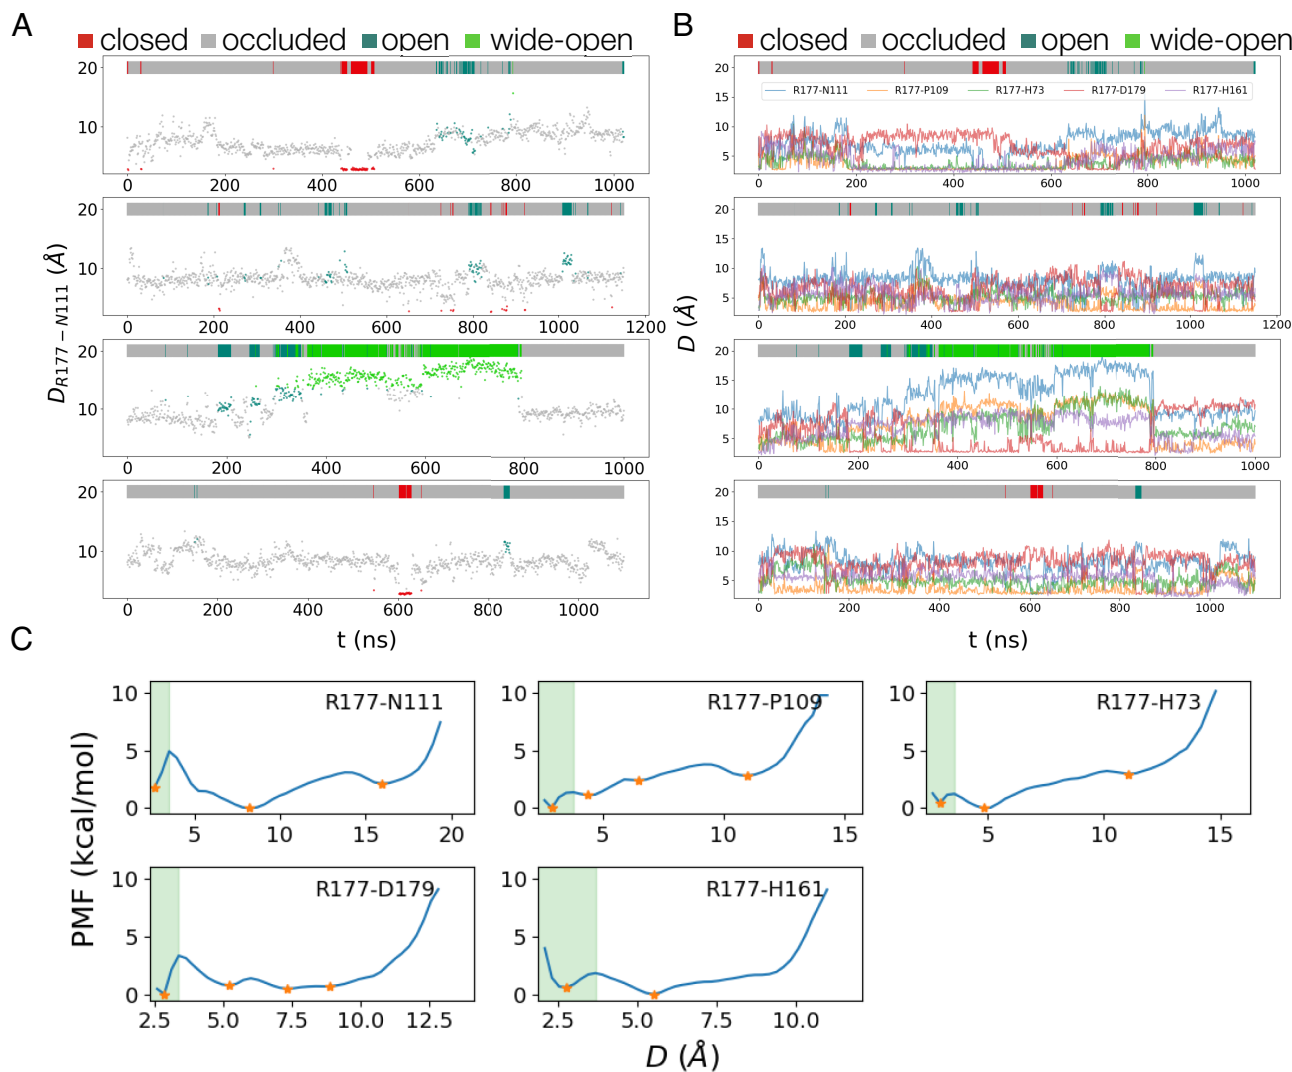 A
closed occluded open wide-open
B
closed occluded open wide-open
20
10
0 200 400 600 800 1000
20
15
10
5
R177-N111 R177-P109 R177-H73 R177-D179 R177-H161
0 200 400 600 800 1000
20
10
0 200 400 600 800 1000 1200
20
15
10
5
0 200 400 600 800 1000 1200
20
10
0 200 400 600 800 1000
20
15
10
5
0 200 400 600 800 1000
20
10
0 200 400 600 800 1000
20
15
10
5
0 200 400 600 800 1000
D_{R177−N111} (Å)
D (Å)
t (ns)
t (ns)
C
PMF (kcal/mol)
R177-N111
10
5
0
5 10 15 20
R177-P109
10
5
0
5 10 15
R177-H73
10
5
0
5 10 15
R177-D179
10
5
0
2.5 5.0 7.5 10.0 12.5
R177-H161
10
5
0
2.5 5.0 7.5 10.0
D (Å)